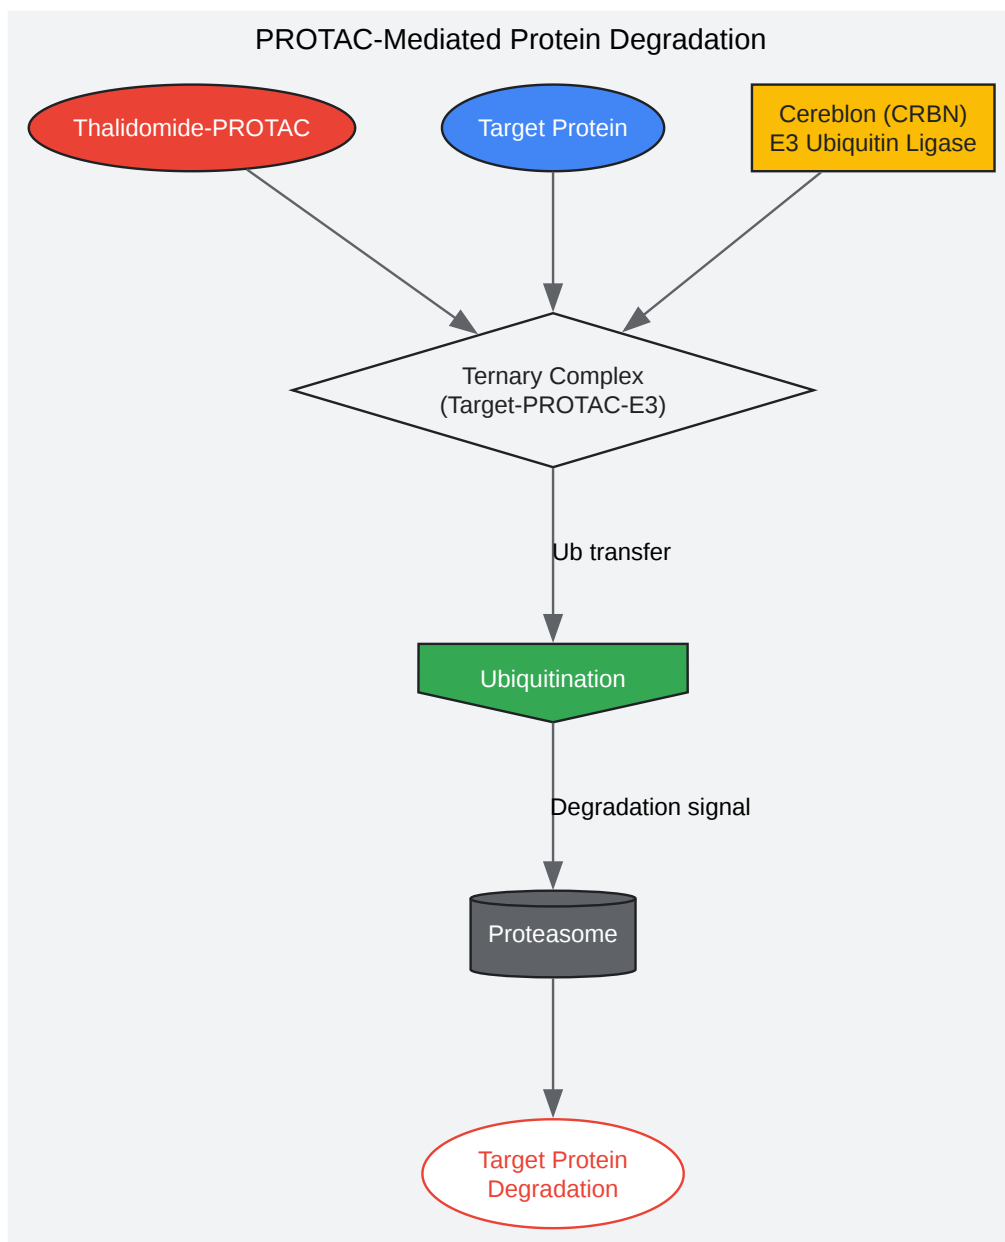 PROTAC-Mediated Protein Degradation
Thalidomide-PROTAC
Target Protein
Cereblon (CRBN)
E3 Ubiquitin Ligase
Ternary Complex
(Target-PROTAC-E3)
Ub transfer
Ubiquitination
Degradation signal
Proteasome
Target Protein
Degradation